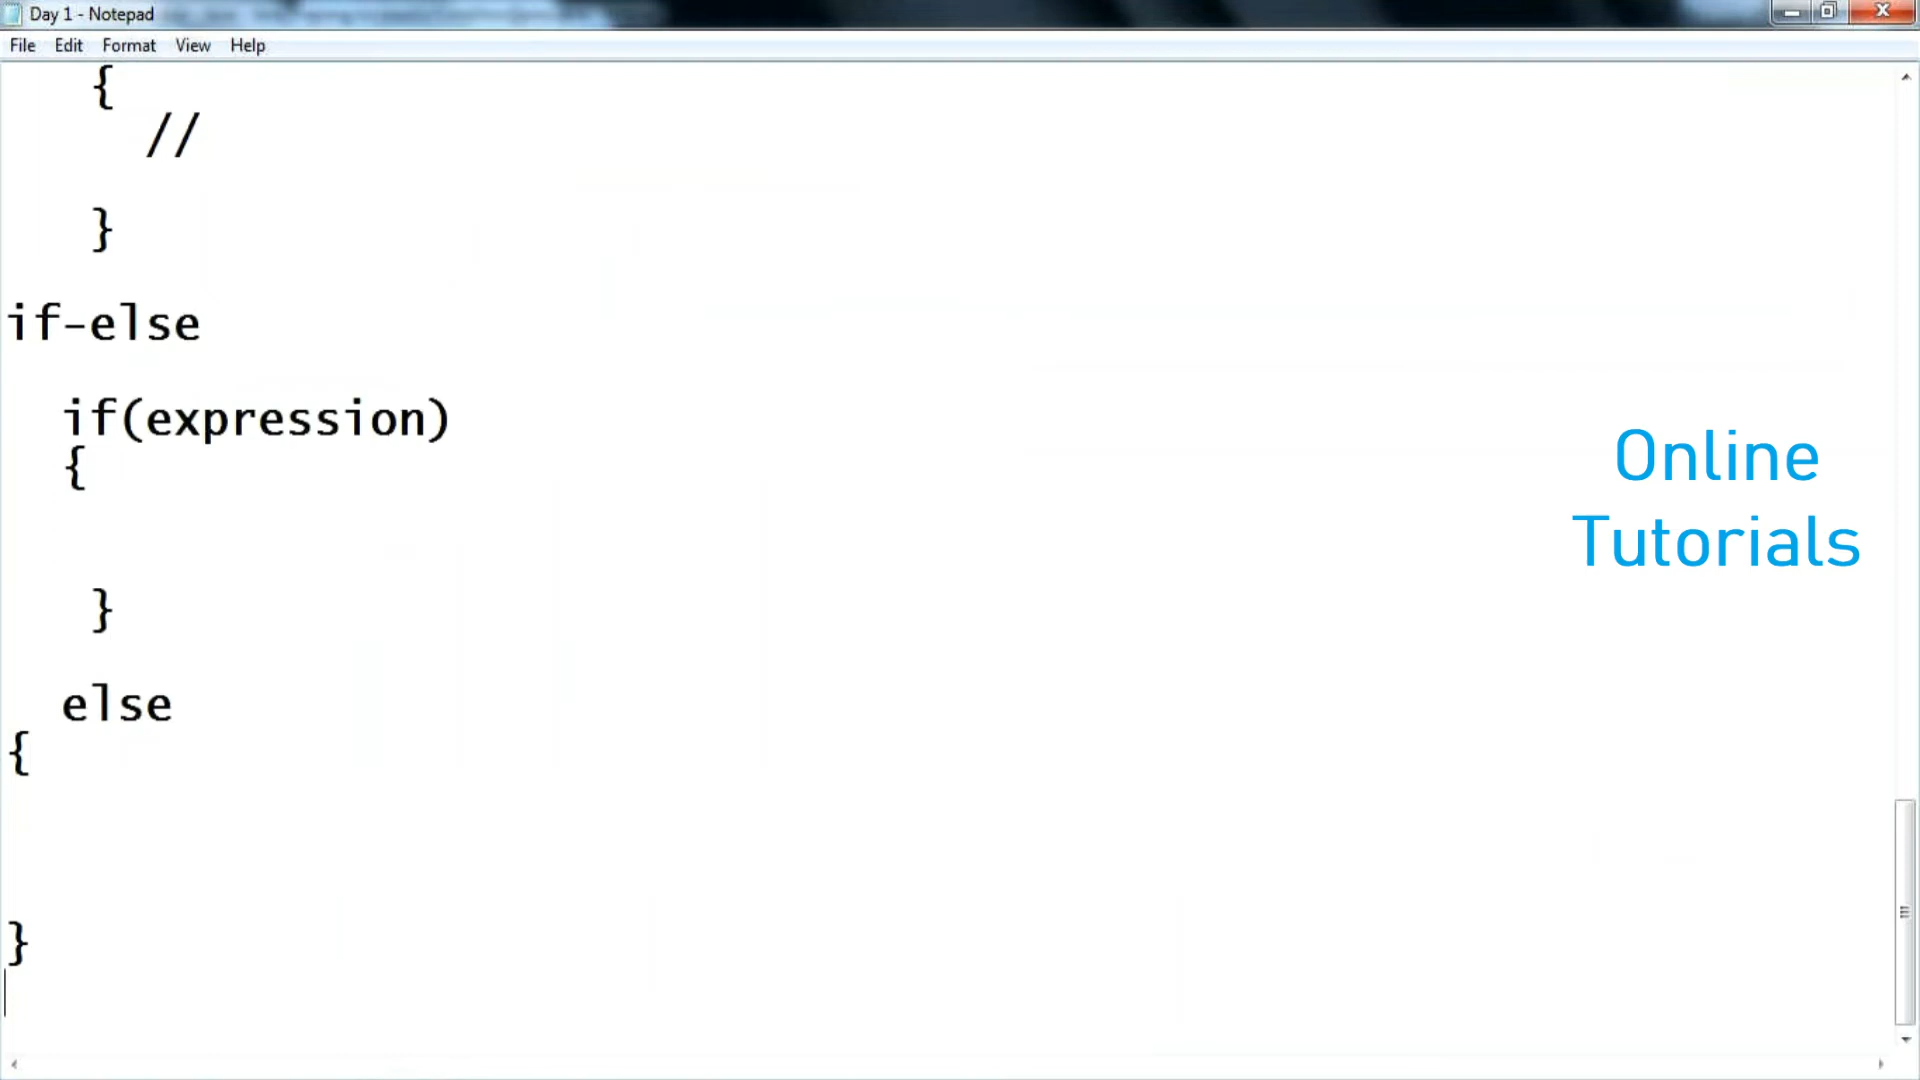 Day 1 - Notepad
File Edit Format View Help
{
//
}
if-else
if(expression)
{
}
else
{
}
Online
Tutorials